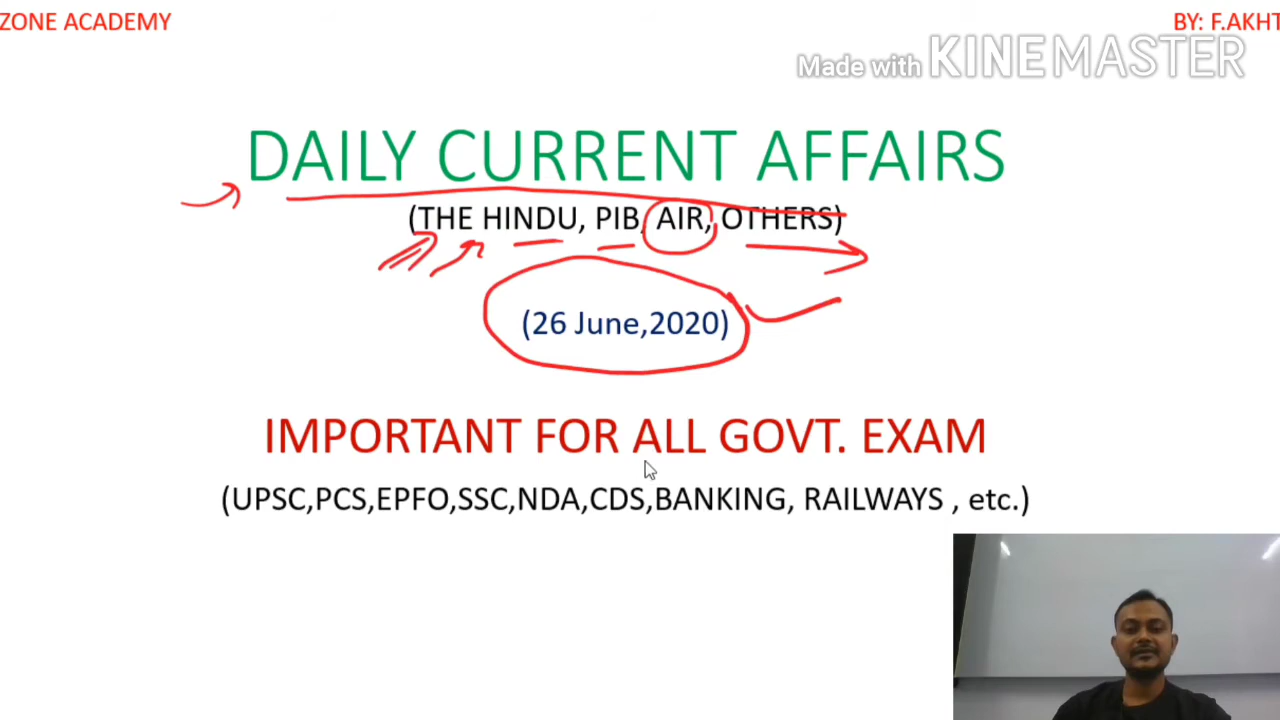 ZONE ACADEMY
BY: F.AKHT
Made with KINEMASTER
DAILY CURRENT AFFAIRS
(THE HINDU, PIB, AIR, OTHERS)
(26 June,2020)
IMPORTANT FOR ALL GOVT. EXAM
(UPSC,PCS,EPFO,SSC,NDA,CDS,BANKING, RAILWAYS , etc.)